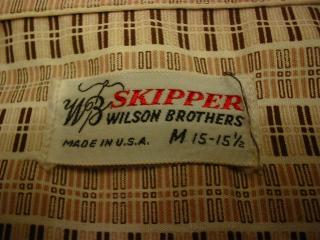 WB SKIPPER
WILSON BROTHERS
MADE IN U.S.A. M 15-15½